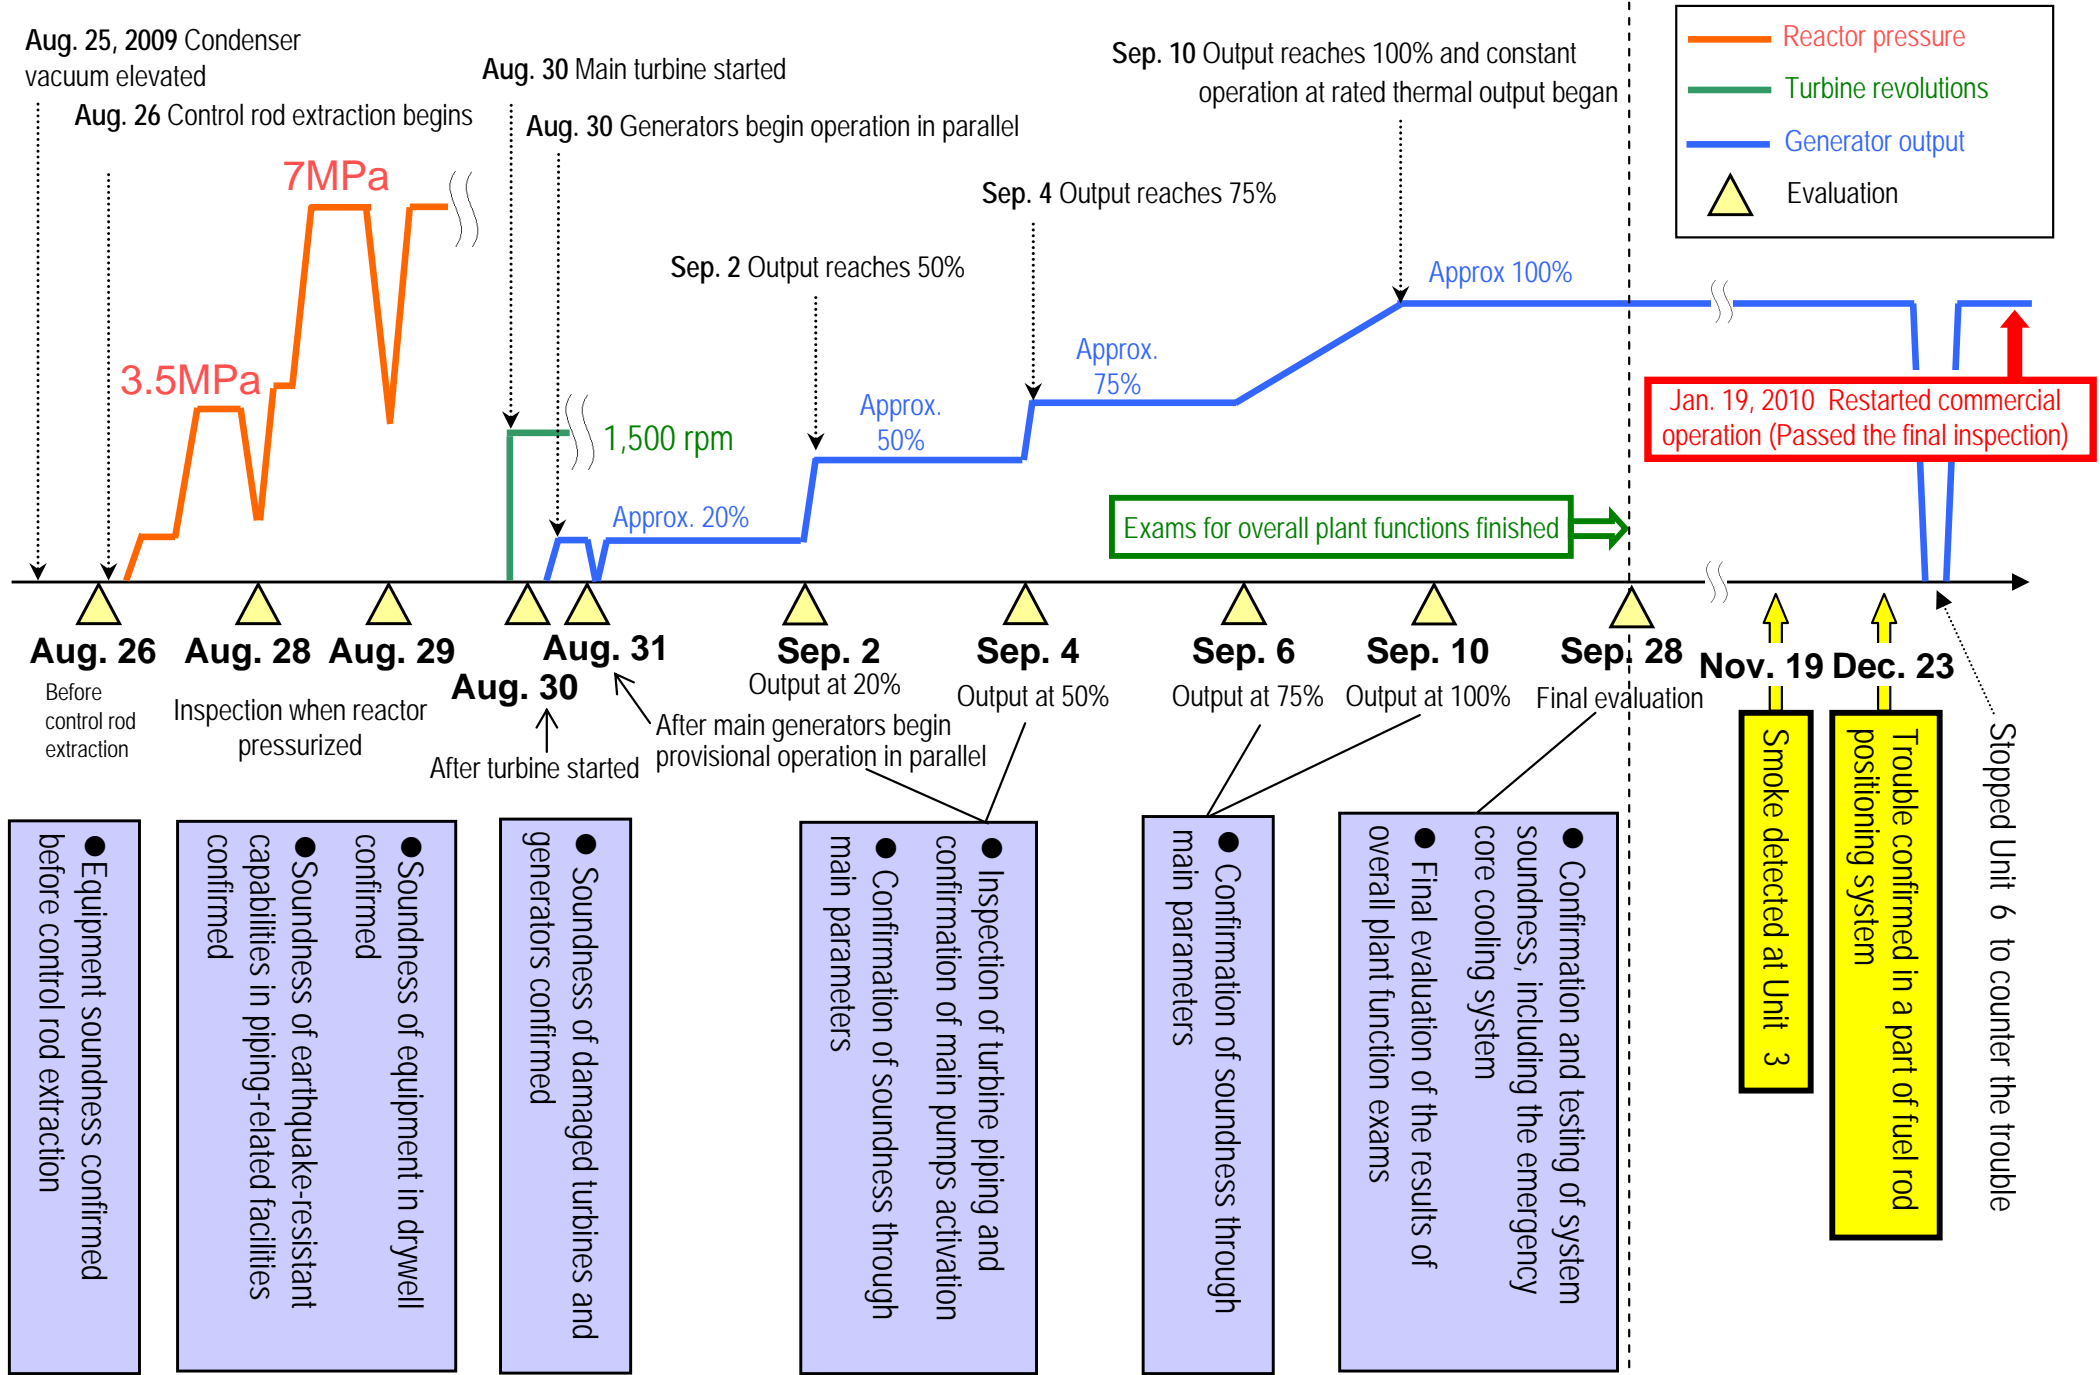 Aug. 25, 2009 Condenser
vacuum elevated
Aug. 26 Control rod extraction begins
Aug. 30 Main turbine started
Aug. 30 Generators begin operation in parallel
Sep. 2 Output reaches 50%
Sep. 4 Output reaches 75%
Sep. 10 Output reaches 100% and constant
operation at rated thermal output began
Reactor pressure
Turbine revolutions
Generator output
Evaluation
7MPa
3.5MPa
1,500 rpm
Approx. 20%
Approx.
50%
Approx.
75%
Approx 100%
Jan. 19, 2010 Restarted commercial
operation (Passed the final inspection)
Exams for overall plant functions finished
Aug. 26
Before
control rod
extraction
Aug. 28
Aug. 29
Inspection when reactor
pressurized
Aug. 30
After turbine started
Aug. 31
After main generators begin
provisional operation in parallel
Sep. 2
Output at 20%
Sep. 4
Output at 50%
Sep. 6
Output at 75%
Sep. 10
Output at 100%
Sep. 28
Final evaluation
Nov. 19
Dec. 23
●Equipment soundness confirmed
before control rod extraction
●Soundness of equipment in drywell
confirmed
●Soundness of earthquake-resistant
capabilities in piping-related facilities
confirmed
● Soundness of damaged turbines and
generators confirmed
● Inspection of turbine piping and
confirmation of main pumps activation
● Confirmation of soundness through
main parameters
● Confirmation of soundness through
main parameters
● Confirmation and testing of system
soundness, including the emergency
core cooling system
● Final evaluation of the results of
overall plant function exams
Smoke detected at Unit 3
Trouble confirmed in a part of fuel rod
positioning system
Stopped Unit 6 to counter the trouble